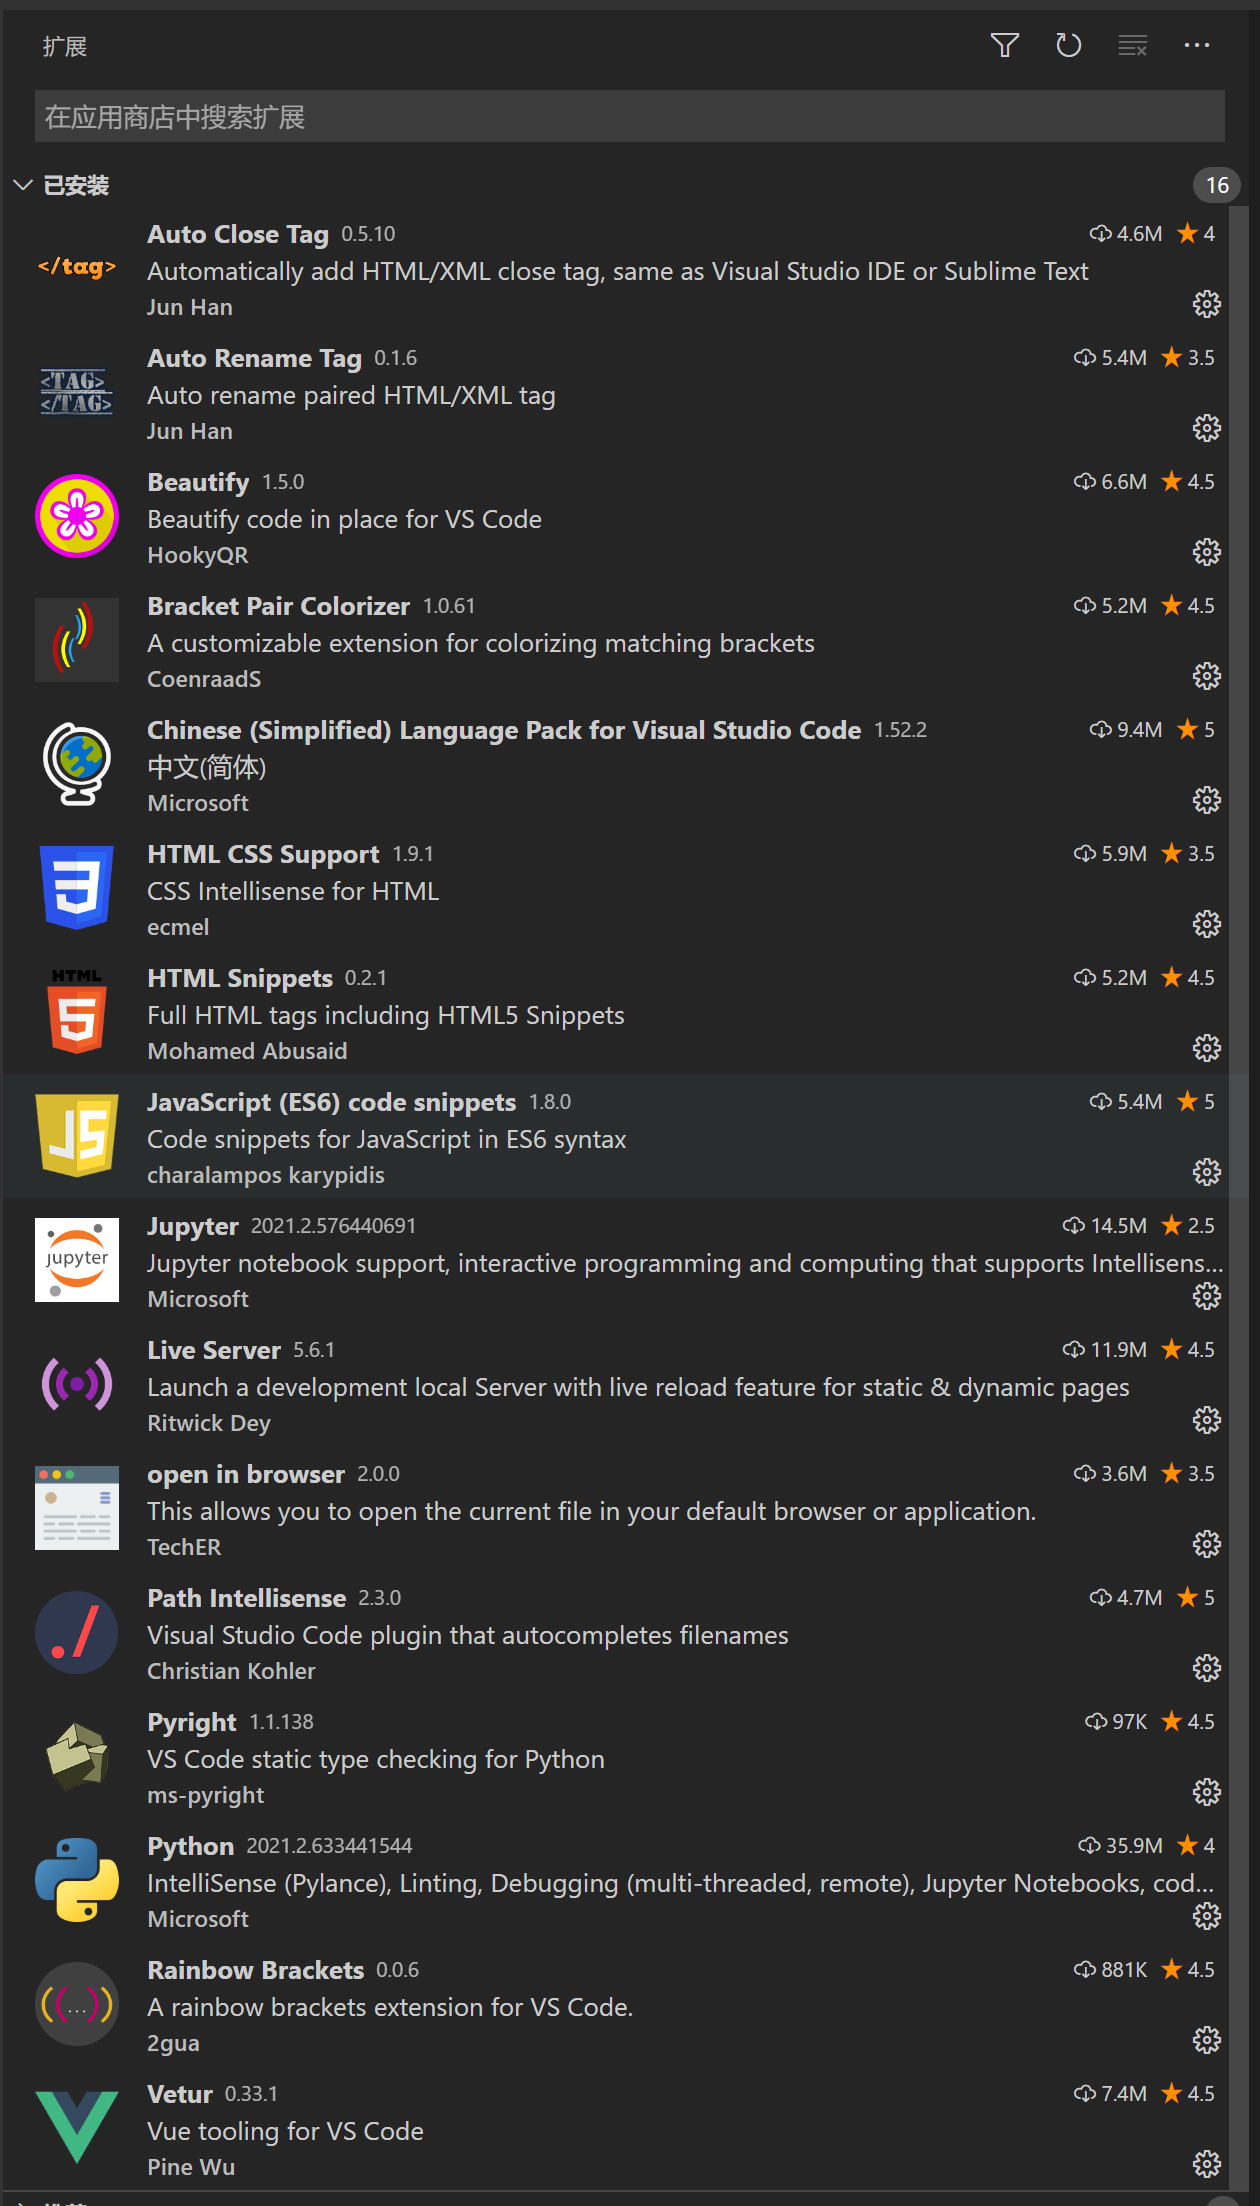 扩展
在应用商店中搜索扩展
已安装 16
Auto Close Tag 0.5.10 4.6M 4
</tag>
Automatically add HTML/XML close tag, same as Visual Studio IDE or Sublime Text
Jun Han
Auto Rename Tag 0.1.6 5.4M 3.5
<TAG>
</TAG>
Auto rename paired HTML/XML tag
Jun Han
Beautify 1.5.0 6.6M 4.5
Beautify code in place for VS Code
HookyQR
Bracket Pair Colorizer 1.0.61 5.2M 4.5
A customizable extension for colorizing matching brackets
CoenraadS
Chinese (Simplified) Language Pack for Visual Studio Code 1.52.2 9.4M 5
中文(简体)
Microsoft
HTML CSS Support 1.9.1 5.9M 3.5
3
CSS Intellisense for HTML
ecmel
HTML
HTML Snippets 0.2.1 5.2M 4.5
5
Full HTML tags including HTML5 Snippets
Mohamed Abusaid
JavaScript (ES6) code snippets 1.8.0 5.4M 5
JS
Code snippets for JavaScript in ES6 syntax
charalampos karypidis
Jupyter 2021.2.576440691 14.5M 2.5
jupyter
Jupyter notebook support, interactive programming and computing that supports Intellisens...
Microsoft
Live Server 5.6.1 11.9M 4.5
Launch a development local Server with live reload feature for static & dynamic pages
Ritwick Dey
open in browser 2.0.0 3.6M 3.5
This allows you to open the current file in your default browser or application.
TechER
Path Intellisense 2.3.0 4.7M 5
./
Visual Studio Code plugin that autocompletes filenames
Christian Kohler
Pyright 1.1.138 97K 4.5
VS Code static type checking for Python
ms-pyright
Python 2021.2.633441544 35.9M 4
IntelliSense (Pylance), Linting, Debugging (multi-threaded, remote), Jupyter Notebooks, cod...
Microsoft
Rainbow Brackets 0.0.6 881K 4.5
((...))
A rainbow brackets extension for VS Code.
2gua
Vetur 0.33.1 7.4M 4.5
Vue tooling for VS Code
Pine Wu